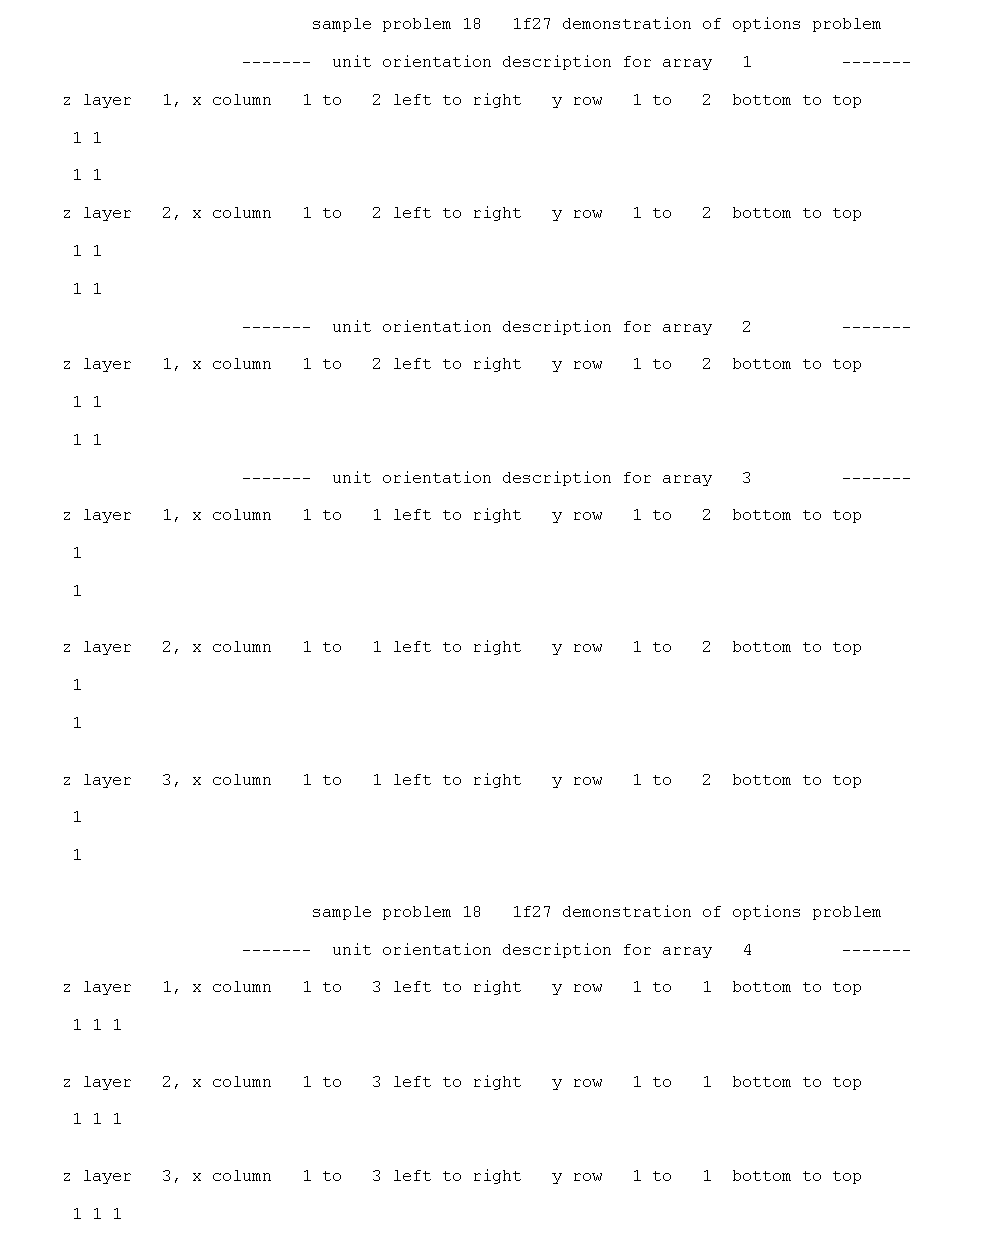 sample problem 18   1f27 demonstration of options problem
-------  unit orientation description for array   1         -------
z layer   1, x column   1 to   2 left to right   y row   1 to   2  bottom to top
1 1
1 1
z layer   2, x column   1 to   2 left to right   y row   1 to   2  bottom to top
1 1
1 1
-------  unit orientation description for array   2         -------
z layer   1, x column   1 to   2 left to right   y row   1 to   2  bottom to top
1 1
1 1
-------  unit orientation description for array   3         -------
z layer   1, x column   1 to   1 left to right   y row   1 to   2  bottom to top
1
1
z layer   2, x column   1 to   1 left to right   y row   1 to   2  bottom to top
1
1
z layer   3, x column   1 to   1 left to right   y row   1 to   2  bottom to top
1
1
sample problem 18   1f27 demonstration of options problem
-------  unit orientation description for array   4         -------
z layer   1, x column   1 to   3 left to right   y row   1 to   1  bottom to top
1 1 1
z layer   2, x column   1 to   3 left to right   y row   1 to   1  bottom to top
1 1 1
z layer   3, x column   1 to   3 left to right   y row   1 to   1  bottom to top
1 1 1